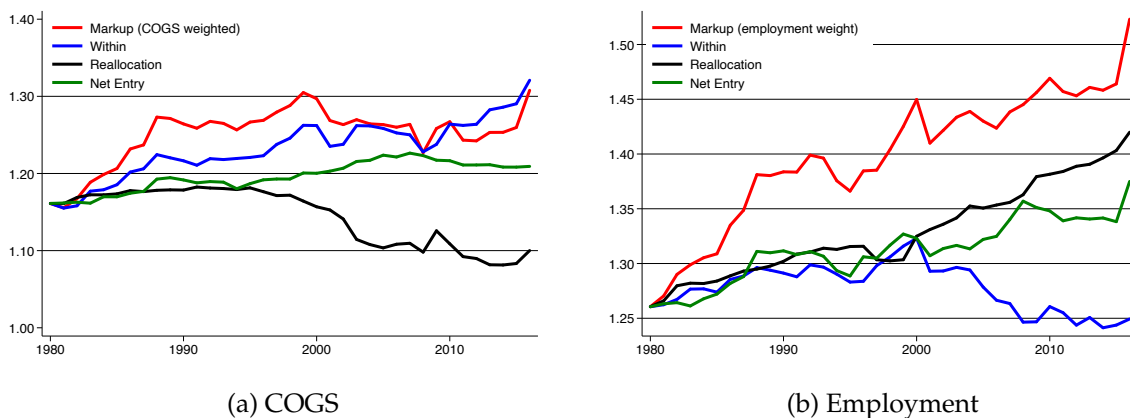 1.40
1.30
1.20
1.10
1.00
Markup (COGS weighted)
Within
Reallocation
Net Entry
1980
1990
2000
2010
(a) COGS
1.50
1.45
1.40
1.35
1.30
1.25
Markup (employment weight)
Within
Reallocation
Net Entry
1980
1990
2000
2010
(b) Employment